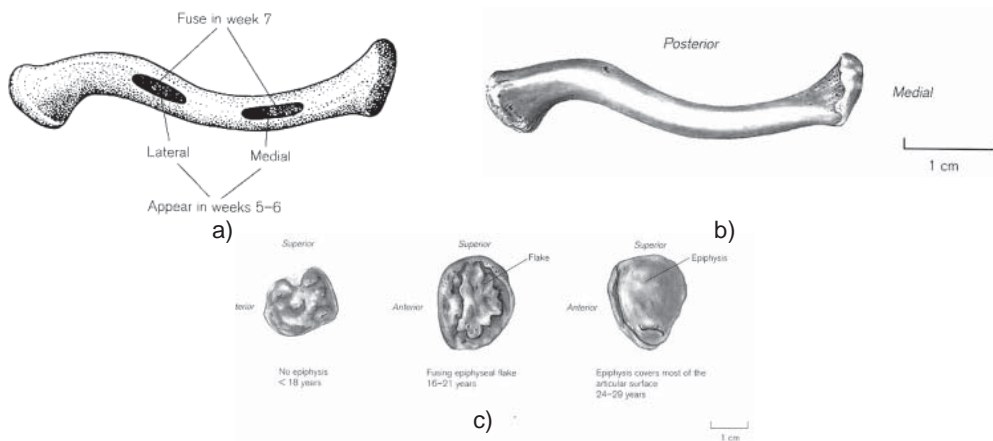 Fuse in week 7
Lateral
Medial
Appear in weeks 5–6
a)
Posterior
Medial
1 cm
b)
Superior
terior
No epiphysis
< 18 years
Superior
Flake
Anterior
Fusing epiphyseal flake
16–21 years
Superior
Epiphysis
Anterior
Epiphysis covers most of the
articular surface
24–29 years
c)
1 cm